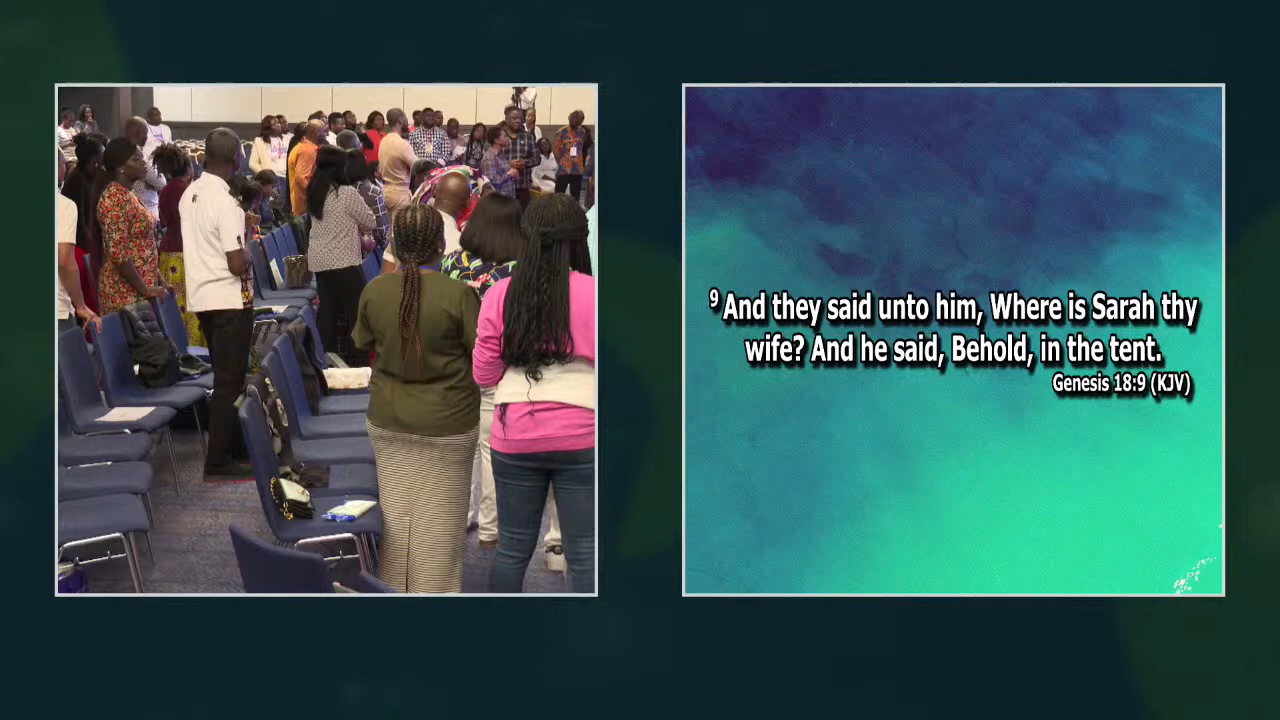 9 And they said unto him, Where is Sarah thy
wife? And he said, Behold, in the tent.
Genesis 18:9 (KJV)